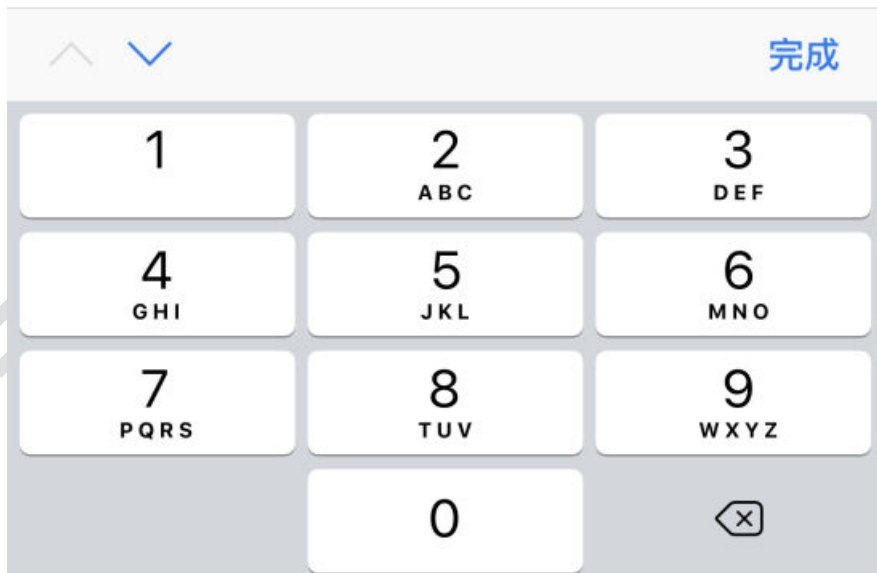 完成
1 2 3
ABC DEF
4 5 6
GHI JKL MNO
7 8 9
PQRS TUV WXYZ
0